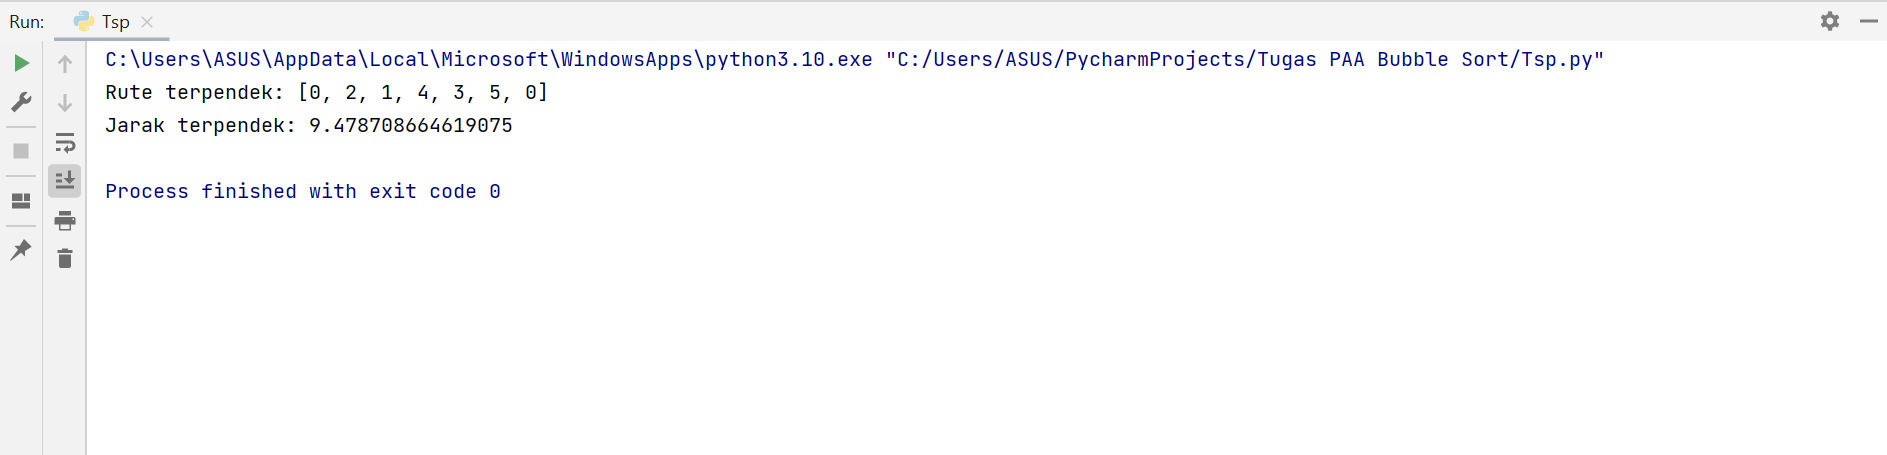 Run: Tsp
C:\Users\ASUS\AppData\Local\Microsoft\WindowsApps\python3.10.exe "C:/Users/ASUS/PycharmProjects/Tugas PAA Bubble Sort/Tsp.py"
Rute terpendek: [0, 2, 1, 4, 3, 5, 0]
Jarak terpendek: 9.478708664619075
Process finished with exit code 0